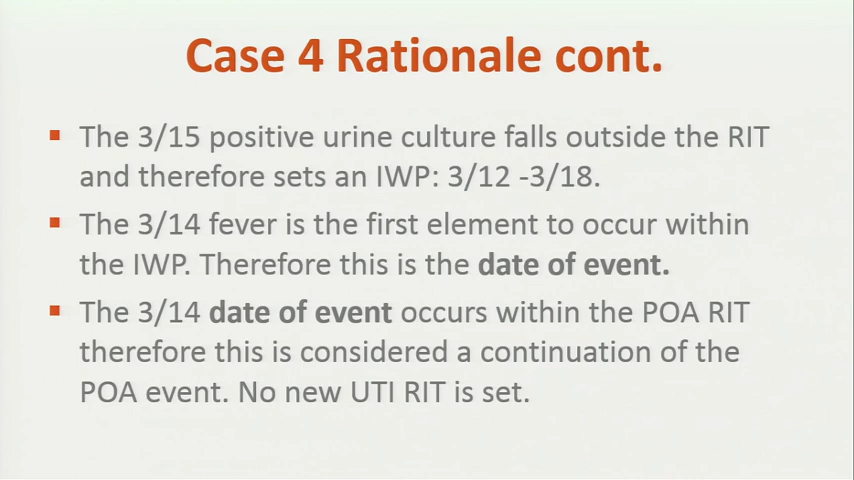 Case 4 Rationale cont.
The 3/15 positive urine culture falls outside the RIT
and therefore sets an IWP: 3/12 -3/18.
The 3/14 fever is the first element to occur within
the IWP. Therefore this is the date of event.
The 3/14 date of event occurs within the POA RIT
therefore this is considered a continuation of the
POA event. No new UTI RIT is set.